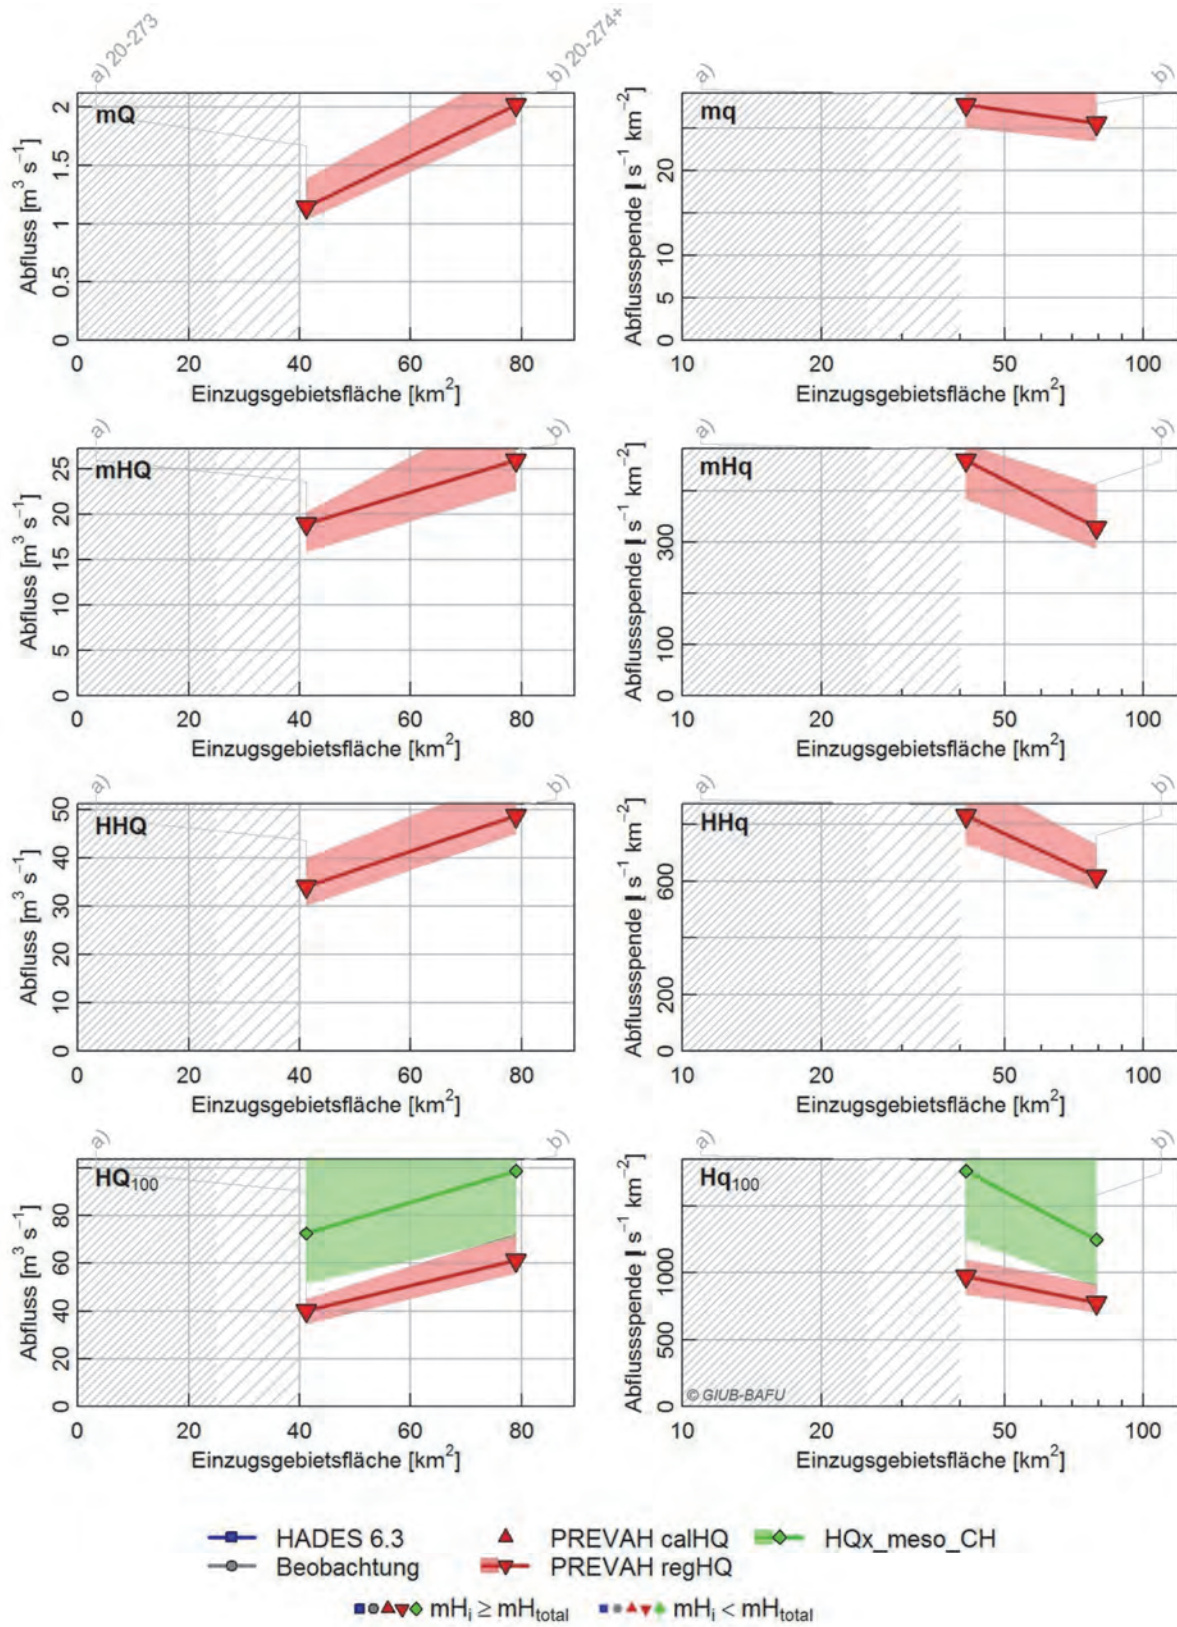 a) 20-273
b) 20-274+
mQ
Abfluss [m³ s⁻¹]
0
0.5
1
1.5
2
0 20 40 60 80
Einzugsgebietsfläche [km²]
a)
b)
mq
Abflussspende [l s⁻¹ km⁻²]
0
5
10
20
10 20 50 100
Einzugsgebietsfläche [km²]
a)
b)
mHQ
Abfluss [m³ s⁻¹]
0
5
10
15
20
25
0 20 40 60 80
Einzugsgebietsfläche [km²]
a)
b)
mHq
Abflussspende [l s⁻¹ km⁻²]
0
100
300
10 20 50 100
Einzugsgebietsfläche [km²]
a)
b)
HHQ
Abfluss [m³ s⁻¹]
0
10
20
30
40
50
0 20 40 60 80
Einzugsgebietsfläche [km²]
a)
b)
HHq
Abflussspende [l s⁻¹ km⁻²]
0
200
600
10 20 50 100
Einzugsgebietsfläche [km²]
a)
b)
HQ₁₀₀
Abfluss [m³ s⁻¹]
0
20
40
60
80
0 20 40 60 80
Einzugsgebietsfläche [km²]
a)
b)
Hq₁₀₀
Abflussspende [l s⁻¹ km⁻²]
0
500
1000
© GIUB-BAFU
10 20 50 100
Einzugsgebietsfläche [km²]
HADES 6.3
PREVAH calHQ
HQx_meso_CH
Beobachtung
PREVAH regHQ
mHᵢ ≥ mH_total
mHᵢ < mH_total